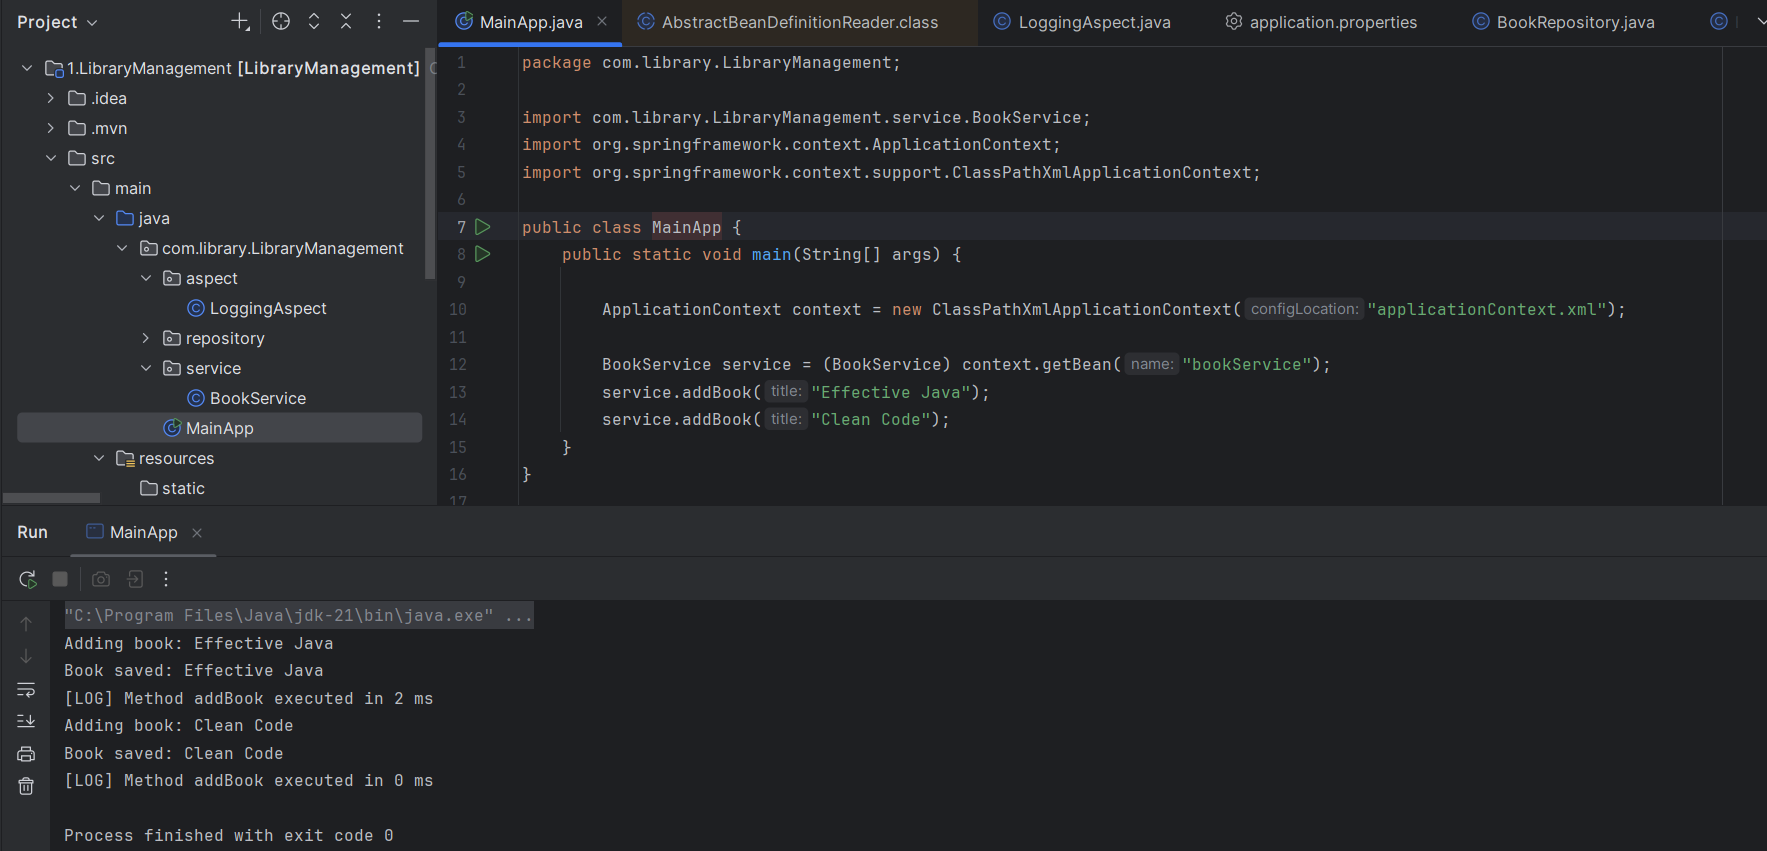 Project
MainApp.java
AbstractBeanDefinitionReader.class
LoggingAspect.java
application.properties
BookRepository.java
1.LibraryManagement [LibraryManagement]
.idea
.mvn
src
main
java
com.library.LibraryManagement
aspect
LoggingAspect
repository
service
BookService
MainApp
resources
static
1 package com.library.LibraryManagement;
2
3 import com.library.LibraryManagement.service.BookService;
4 import org.springframework.context.ApplicationContext;
5 import org.springframework.context.support.ClassPathXmlApplicationContext;
6
7 public class MainApp {
8 public static void main(String[] args) {
9
10 ApplicationContext context = new ClassPathXmlApplicationContext( configLocation: "applicationContext.xml");
11
12 BookService service = (BookService) context.getBean( name: "bookService");
13 service.addBook( title: "Effective Java");
14 service.addBook( title: "Clean Code");
15 }
16 }
17
Run
MainApp
"C:\Program Files\Java\jdk-21\bin\java.exe" ...
Adding book: Effective Java
Book saved: Effective Java
[LOG] Method addBook executed in 2 ms
Adding book: Clean Code
Book saved: Clean Code
[LOG] Method addBook executed in 0 ms
Process finished with exit code 0